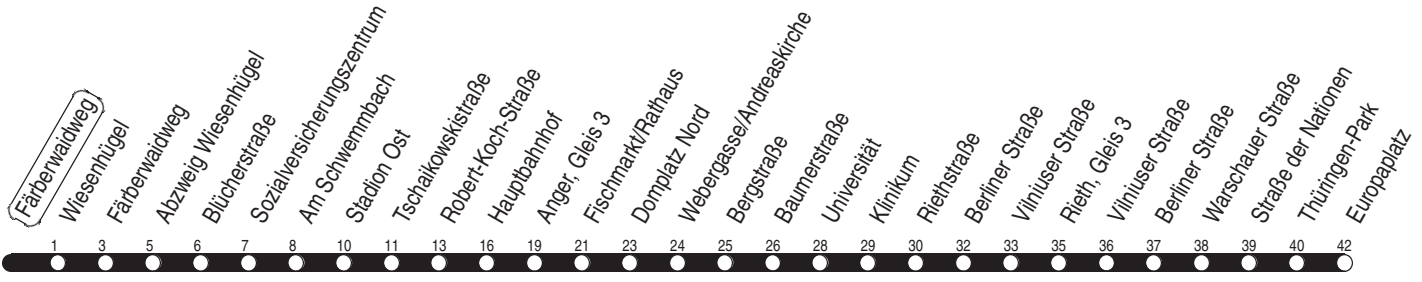 Färberwaidweg
Wiesenhügel
Färberwaidweg
Abzweig Wiesenhügel
Blücherstraße
Sozialversicherungszentrum
Am Schwemmbach
Stadion Ost
Tschaikowskistraße
Robert-Koch-Straße
Hauptbahnhof
Anger, Gleis 3
Fischmarkt/Rathaus
Domplatz Nord
Webergasse/Andreaskirche
Bergstraße
Baumerstraße
Universität
Klinikum
Riethstraße
Berliner Straße
Vilniuser Straße
Rieth, Gleis 3
Vilniuser Straße
Berliner Straße
Warschauer Straße
Straße der Nationen
Thüringen-Park
Europaplatz
1 3 5 6 7 8 10 11 13 16 19 21 23 24 25 26 28 29 30 32 33 35 36 37 38 39 40 42